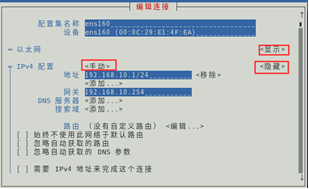 编辑连接
配置集名称 ens160
设备 ens160 (00:0C:29:E1:4F:EA)
═ 以太网 <显示>
╤ IPv4 配置 <手动> <隐藏>
地址 192.168.10.1/24 <移除>
<添加...>
网关 192.168.10.254
DNS 服务器 <添加...>
搜索域 <添加...>
路由 (没有自定义路由) <编辑...>
[ ] 始终不使用此网络于默认路由
[ ] 忽略自动获取的路由
[ ] 忽略自动获取的 DNS 参数
[ ] 需要 IPv4 地址来完成这个连接